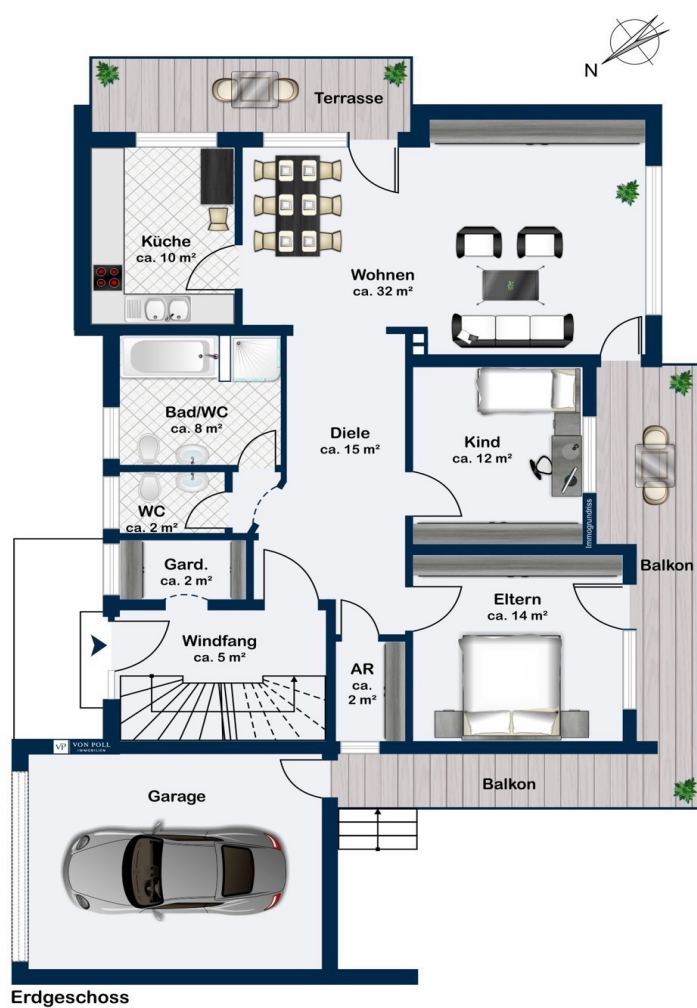 N
Terrasse
Küche
ca. 10 m²
Wohnen
ca. 32 m²
Bad/WC
ca. 8 m²
Diele
ca. 15 m²
Kind
ca. 12 m²
WC
ca. 2 m²
Immogrundriss
Gard.
ca. 2 m²
Balkon
Eltern
ca. 14 m²
Windfang
ca. 5 m²
AR
ca.
2 m²
VP VON POLL
IMMOBILIEN
Balkon
Garage
Erdgeschoss